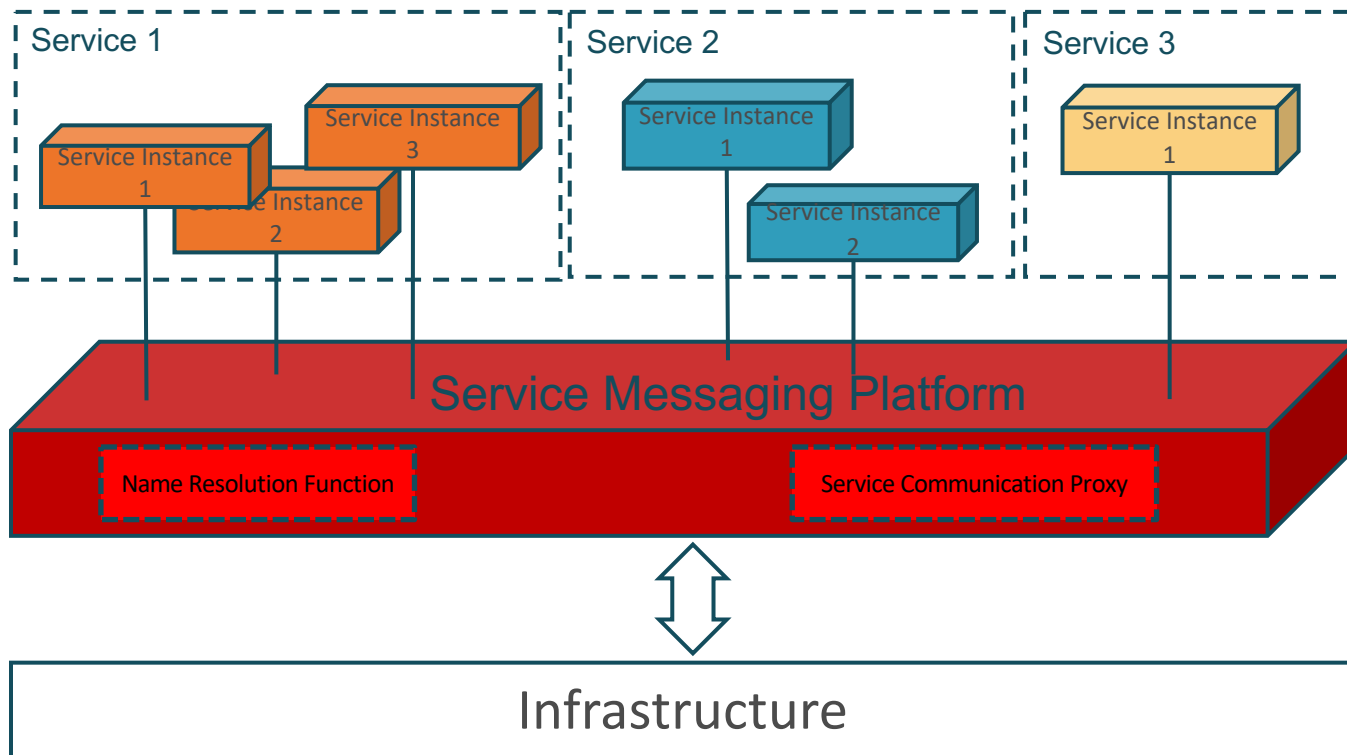 Service 1
Service 2
Service 3
Service Instance
1
Service Instance
2
Service Instance
3
Service Instance
1
Service Instance
2
Service Instance
1
Service Messaging Platform
Name Resolution Function
Service Communication Proxy
Infrastructure